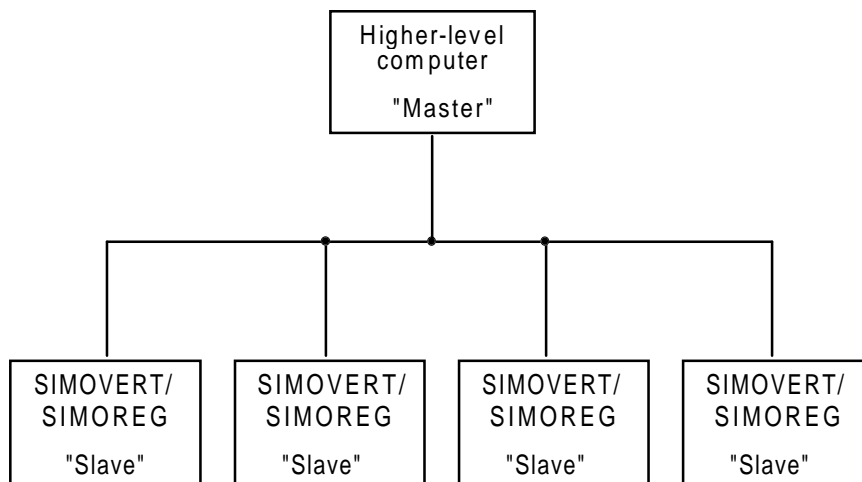 Higher-level
computer
"Master"
SIMOVERT/
SIMOREG
"Slave"
SIMOVERT/
SIMOREG
"Slave"
SIMOVERT/
SIMOREG
"Slave"
SIMOVERT/
SIMOREG
"Slave"